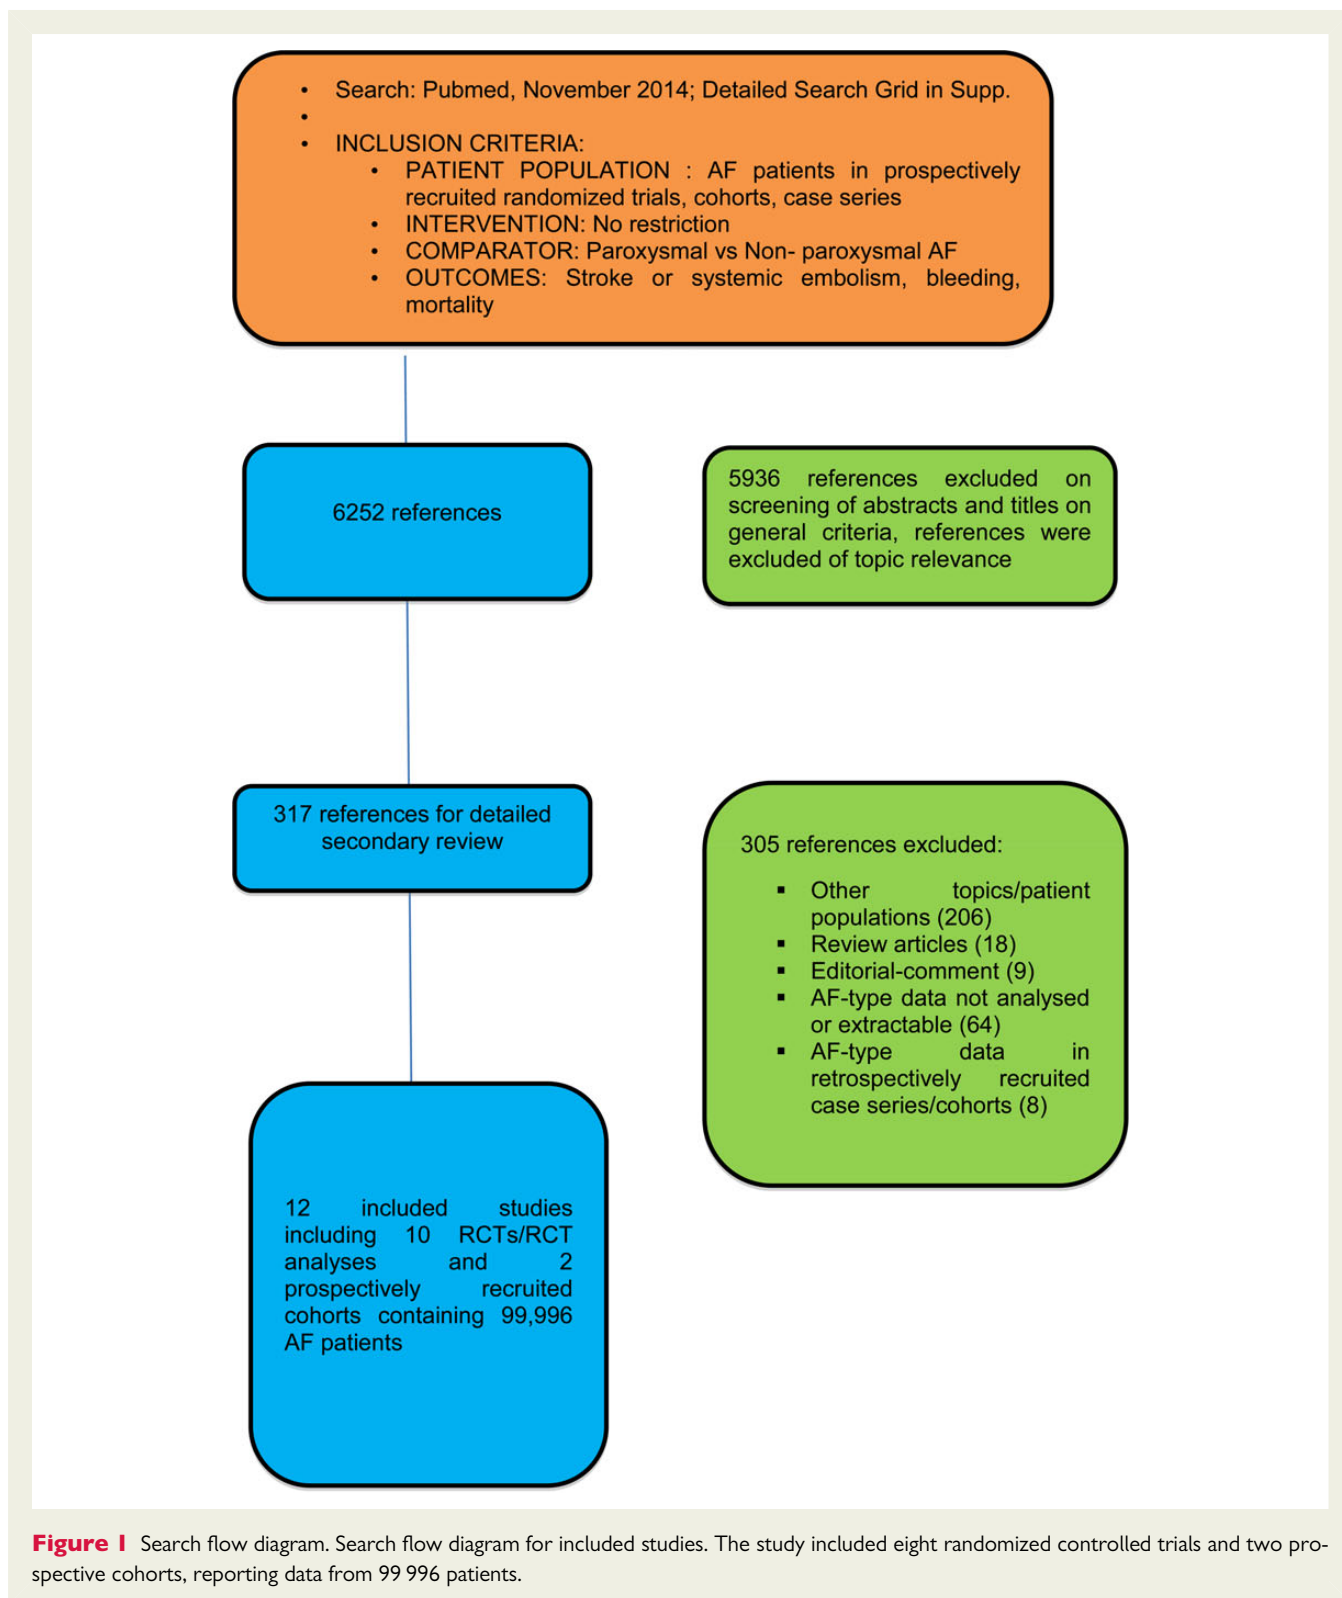 • Search: Pubmed, November 2014; Detailed Search Grid in Supp.
•
• INCLUSION CRITERIA:
• PATIENT POPULATION : AF patients in prospectively
recruited randomized trials, cohorts, case series
• INTERVENTION: No restriction
• COMPARATOR: Paroxysmal vs Non- paroxysmal AF
• OUTCOMES: Stroke or systemic embolism, bleeding,
mortality
6252 references
5936 references excluded on
screening of abstracts and titles on
general criteria, references were
excluded of topic relevance
317 references for detailed
secondary review
305 references excluded:
▪ Other topics/patient
populations (206)
▪ Review articles (18)
▪ Editorial-comment (9)
▪ AF-type data not analysed
or extractable (64)
▪ AF-type data in
retrospectively recruited
case series/cohorts (8)
12 included studies
including 10 RCTs/RCT
analyses and 2
prospectively recruited
cohorts containing 99,996
AF patients
Figure 1 Search flow diagram. Search flow diagram for included studies. The study included eight randomized controlled trials and two pro-
spective cohorts, reporting data from 99 996 patients.